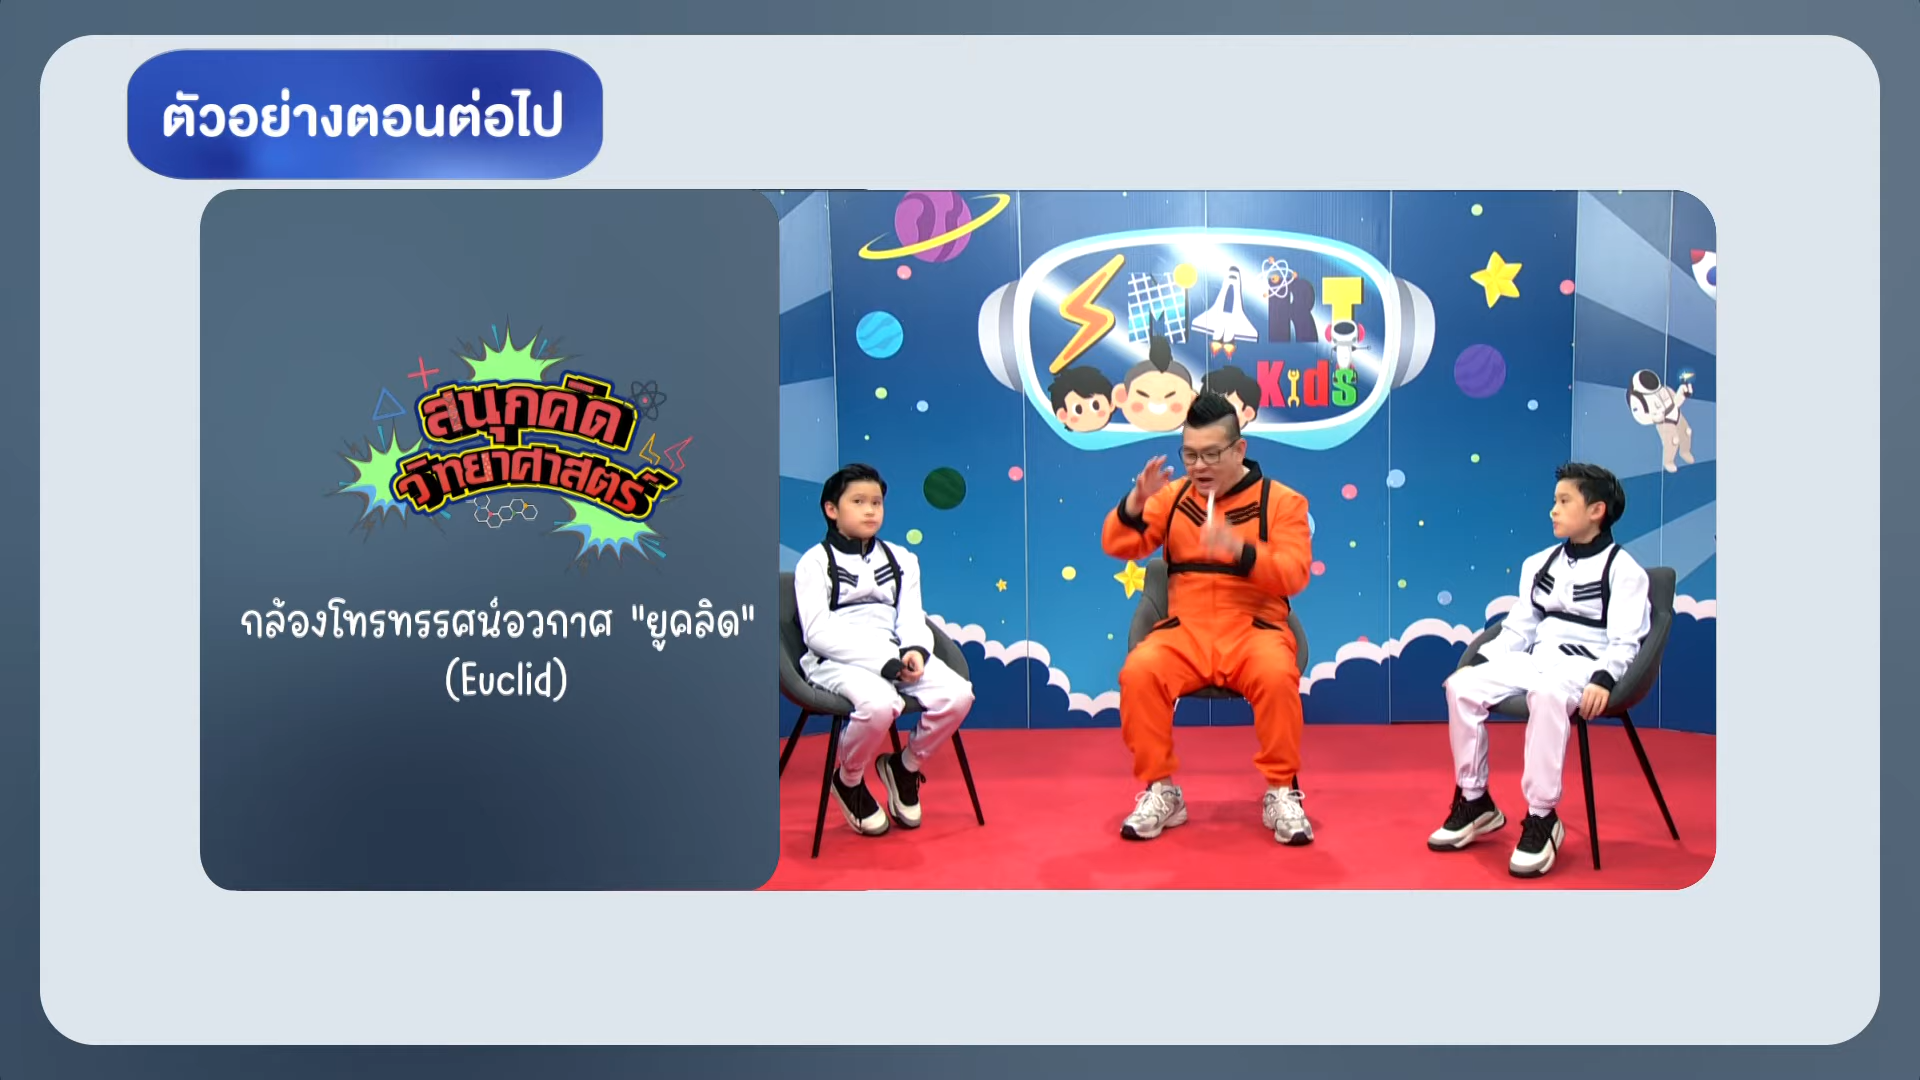 ตัวอย่างตอนต่อไป
สนุกคิด
วิทยาศาสตร์
กล้องโทรทรรศน์อวกาศ "ยูคลิด"
(Euclid)
SMART
Kids